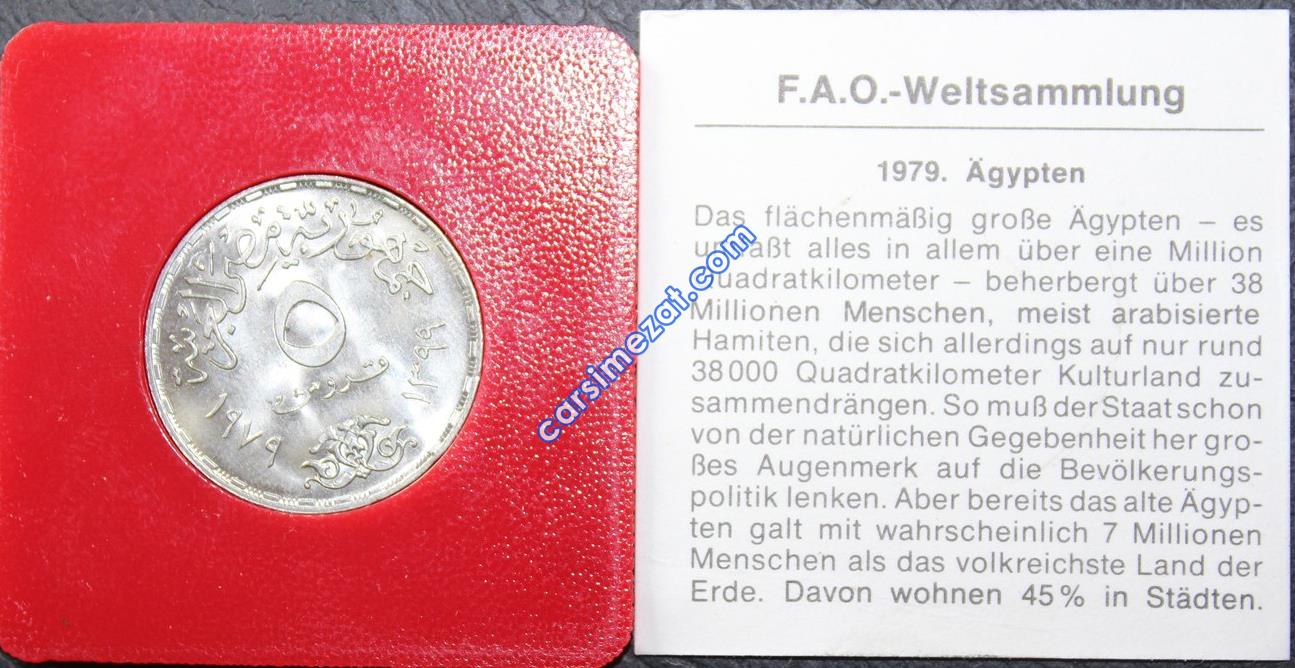 جمهورية مصر العربية
٥
قروش
١٣٩٩
١٩٧٩
carsimezat.com
F.A.O.-Weltsammlung
1979. Ägypten
Das flächenmäßig große Ägypten – es
umfaßt alles in allem über eine Million
Quadratkilometer – beherbergt über 38
Millionen Menschen, meist arabisierte
Hamiten, die sich allerdings auf nur rund
38000 Quadratkilometer Kulturland zu-
sammendrängen. So muß der Staat schon
von der natürlichen Gegebenheit her gro-
ßes Augenmerk auf die Bevölkerungs-
politik lenken. Aber bereits das alte Ägyp-
ten galt mit wahrscheinlich 7 Millionen
Menschen als das volkreichste Land der
Erde. Davon wohnen 45% in Städten.